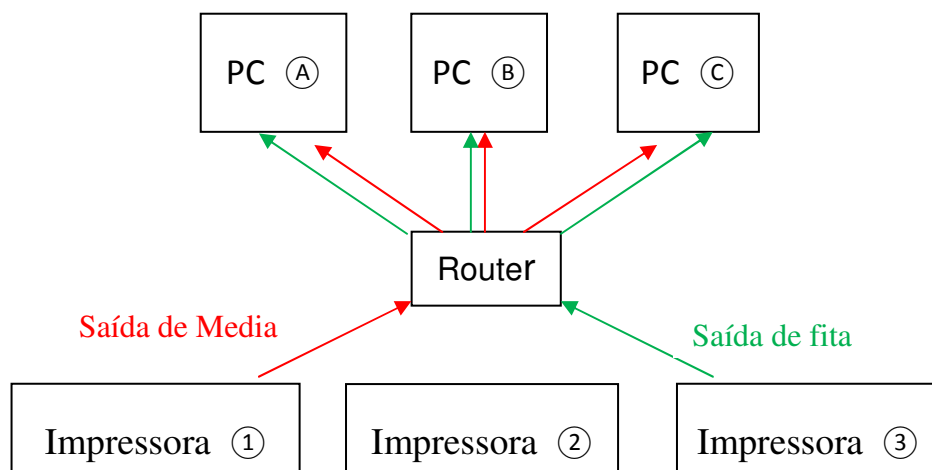 PC Ⓐ
PC Ⓑ
PC Ⓒ
Router
Saída de Media
Saída de fita
Impressora ①
Impressora ②
Impressora ③